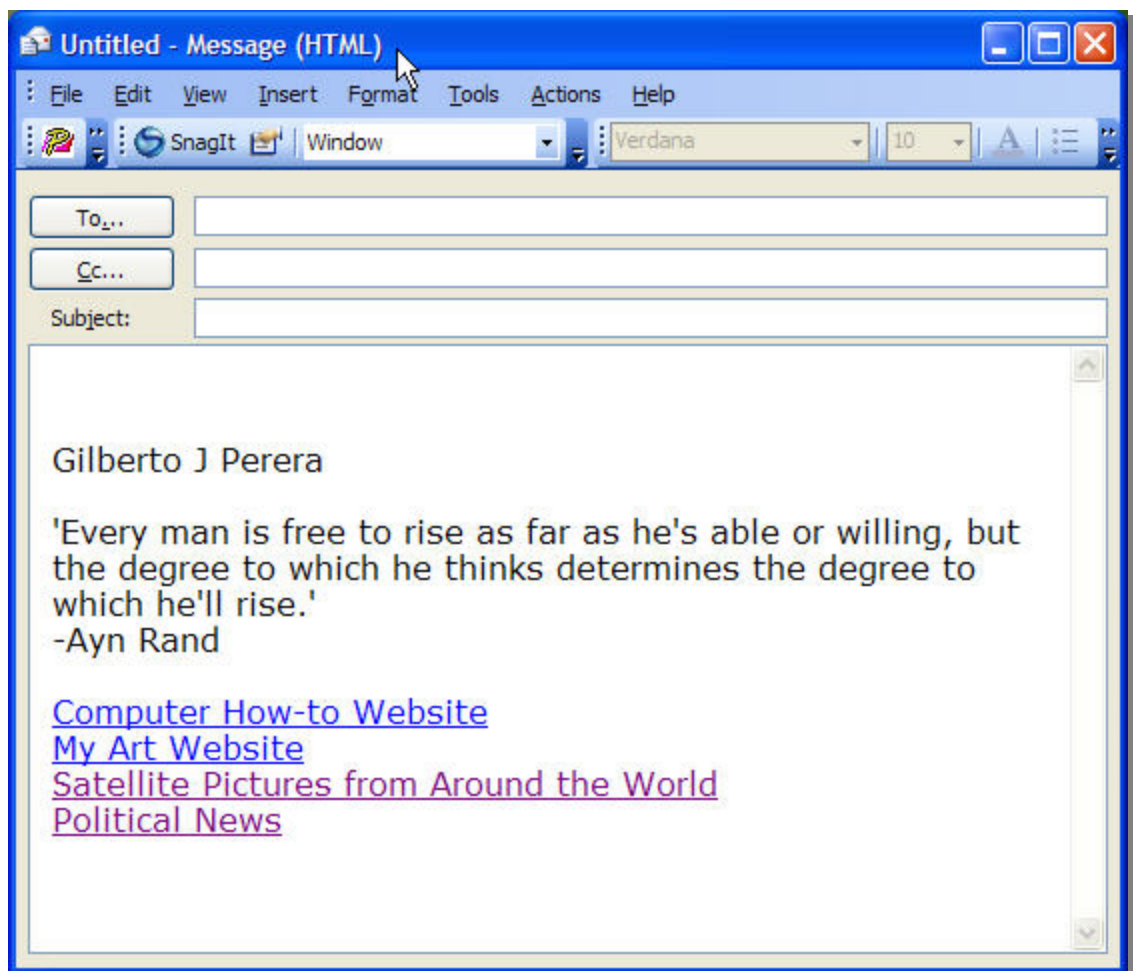 Untitled - Message (HTML)
File Edit View Insert Format Tools Actions Help
SnagIt Window Verdana 10 A
To...
Cc...
Subject:
Gilberto J Perera
'Every man is free to rise as far as he's able or willing, but
the degree to which he thinks determines the degree to
which he'll rise.'
-Ayn Rand
Computer How-to Website
My Art Website
Satellite Pictures from Around the World
Political News